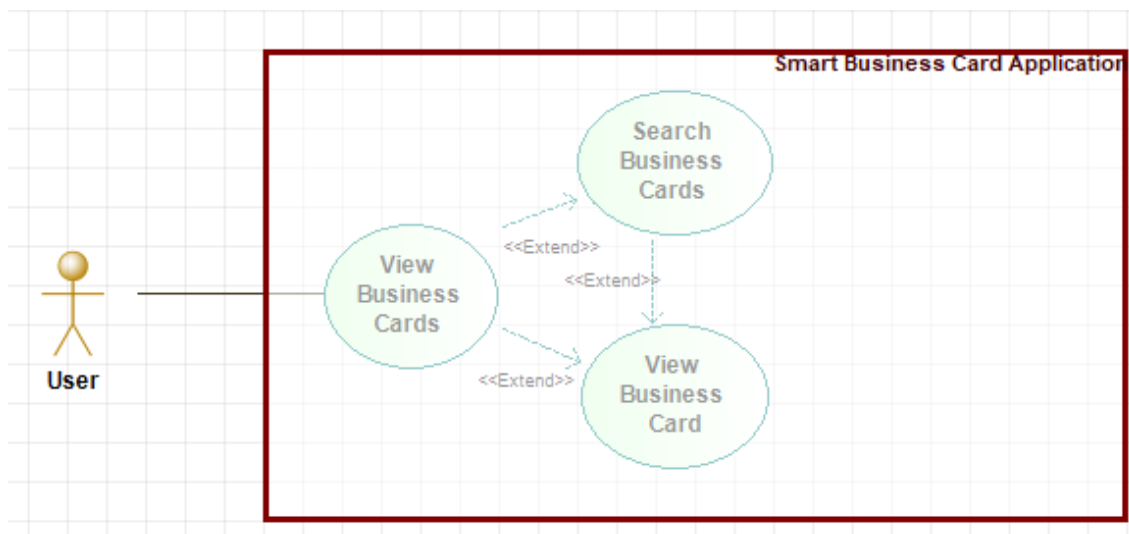 Smart Business Card Application
Search
Business
Cards
<<Extend>>
View
Business
Cards
<<Extend>>
User
<<Extend>>
View
Business
Card